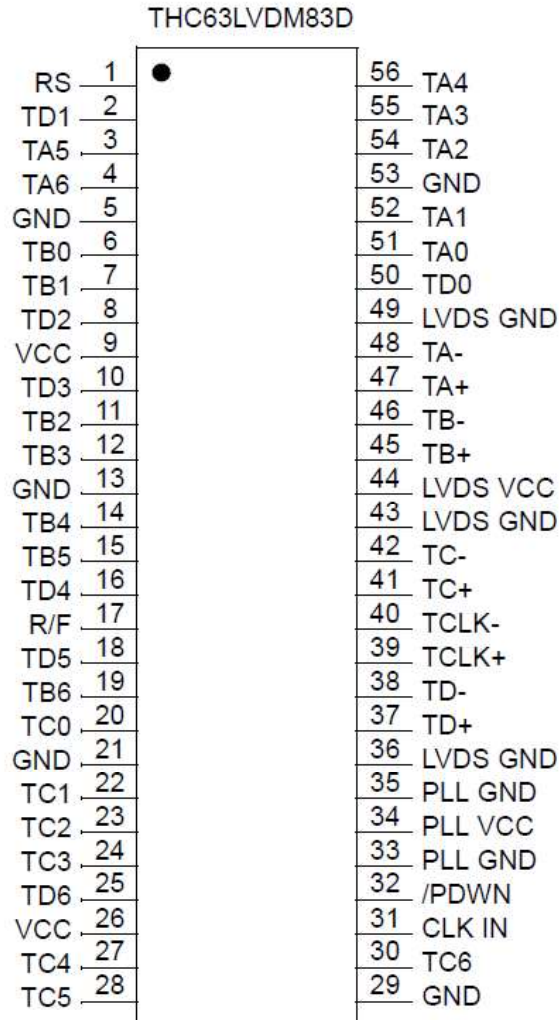 THC63LVDM83D
RS 1 56 TA4
TD1 2 55 TA3
TA5 3 54 TA2
TA6 4 53 GND
GND 5 52 TA1
TB0 6 51 TA0
TB1 7 50 TD0
TD2 8 49 LVDS GND
VCC 9 48 TA-
TD3 10 47 TA+
TB2 11 46 TB-
TB3 12 45 TB+
GND 13 44 LVDS VCC
TB4 14 43 LVDS GND
TB5 15 42 TC-
TD4 16 41 TC+
R/F 17 40 TCLK-
TD5 18 39 TCLK+
TB6 19 38 TD-
TC0 20 37 TD+
GND 21 36 LVDS GND
TC1 22 35 PLL GND
TC2 23 34 PLL VCC
TC3 24 33 PLL GND
TD6 25 32 /PDWN
VCC 26 31 CLK IN
TC4 27 30 TC6
TC5 28 29 GND